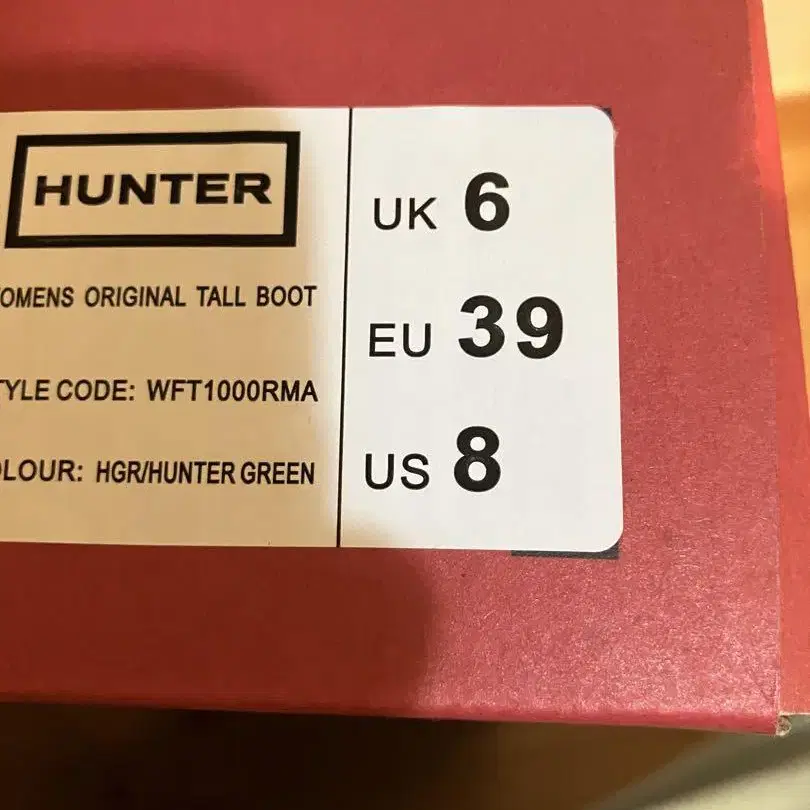 HUNTER
OMENS ORIGINAL TALL BOOT
TYLE CODE: WFT1000RMA
OLOUR: HGR/HUNTER GREEN
UK 6
EU 39
US 8